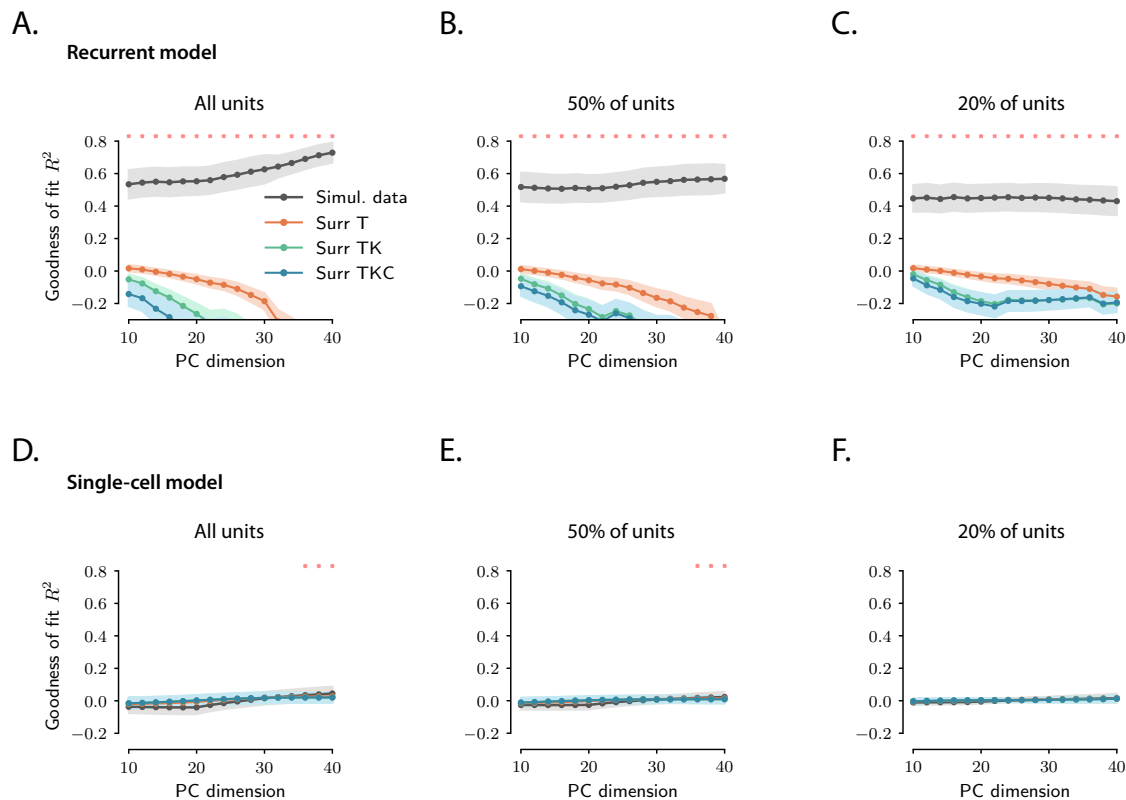 A.
B.
C.
Recurrent model
All units
50% of units
20% of units
Goodness of fit R²
0.8
0.6
0.4
0.2
0.0
−0.2
Simul. data
Surr T
Surr TK
Surr TKC
10
20
30
40
PC dimension
0.8
0.6
0.4
0.2
0.0
−0.2
10
20
30
40
PC dimension
0.8
0.6
0.4
0.2
0.0
−0.2
10
20
30
40
PC dimension
D.
E.
F.
Single-cell model
All units
50% of units
20% of units
Goodness of fit R²
0.8
0.6
0.4
0.2
0.0
−0.2
10
20
30
40
PC dimension
0.8
0.6
0.4
0.2
0.0
−0.2
10
20
30
40
PC dimension
0.8
0.6
0.4
0.2
0.0
−0.2
10
20
30
40
PC dimension